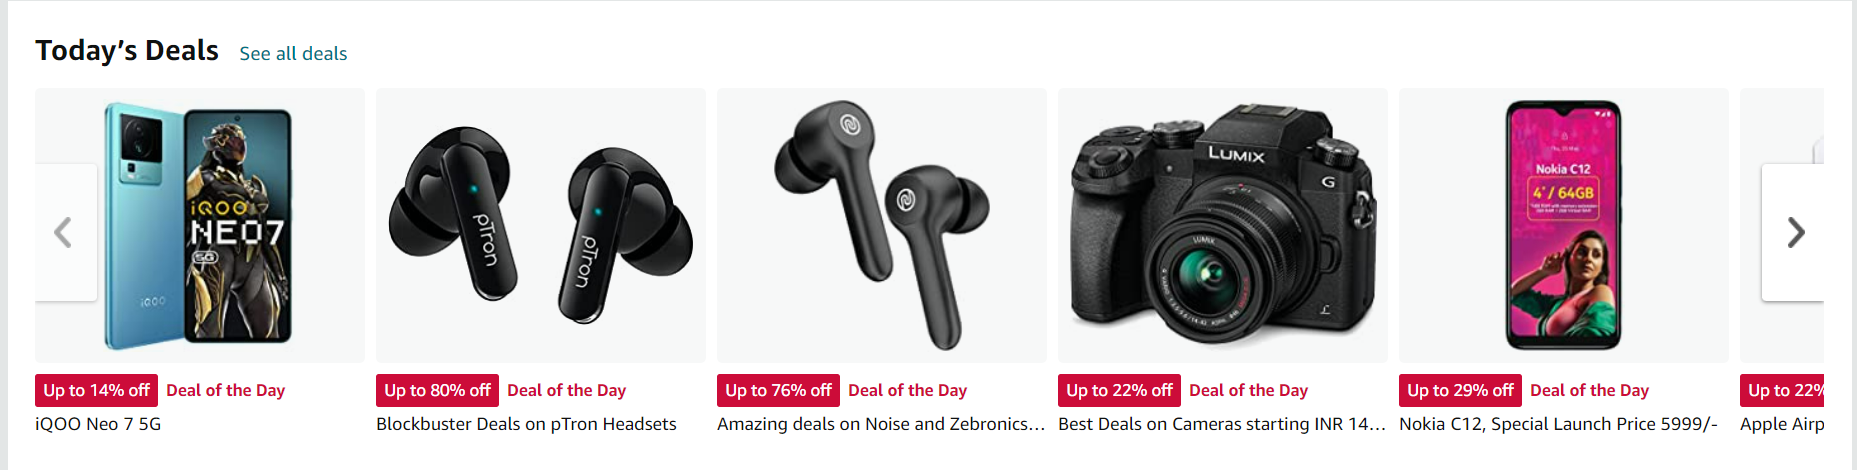 Today’s Deals See all deals
iQOO
NEO7
5G
iQOO
pTron
pTron
LUMIX
G
LUMIX
Nokia C12
4* / 64GB
Up to 14% off Deal of the Day
iQOO Neo 7 5G
Up to 80% off Deal of the Day
Blockbuster Deals on pTron Headsets
Up to 76% off Deal of the Day
Amazing deals on Noise and Zebronics...
Up to 22% off Deal of the Day
Best Deals on Cameras starting INR 14...
Up to 29% off Deal of the Day
Nokia C12, Special Launch Price 5999/-
Up to 22%
Apple Airp